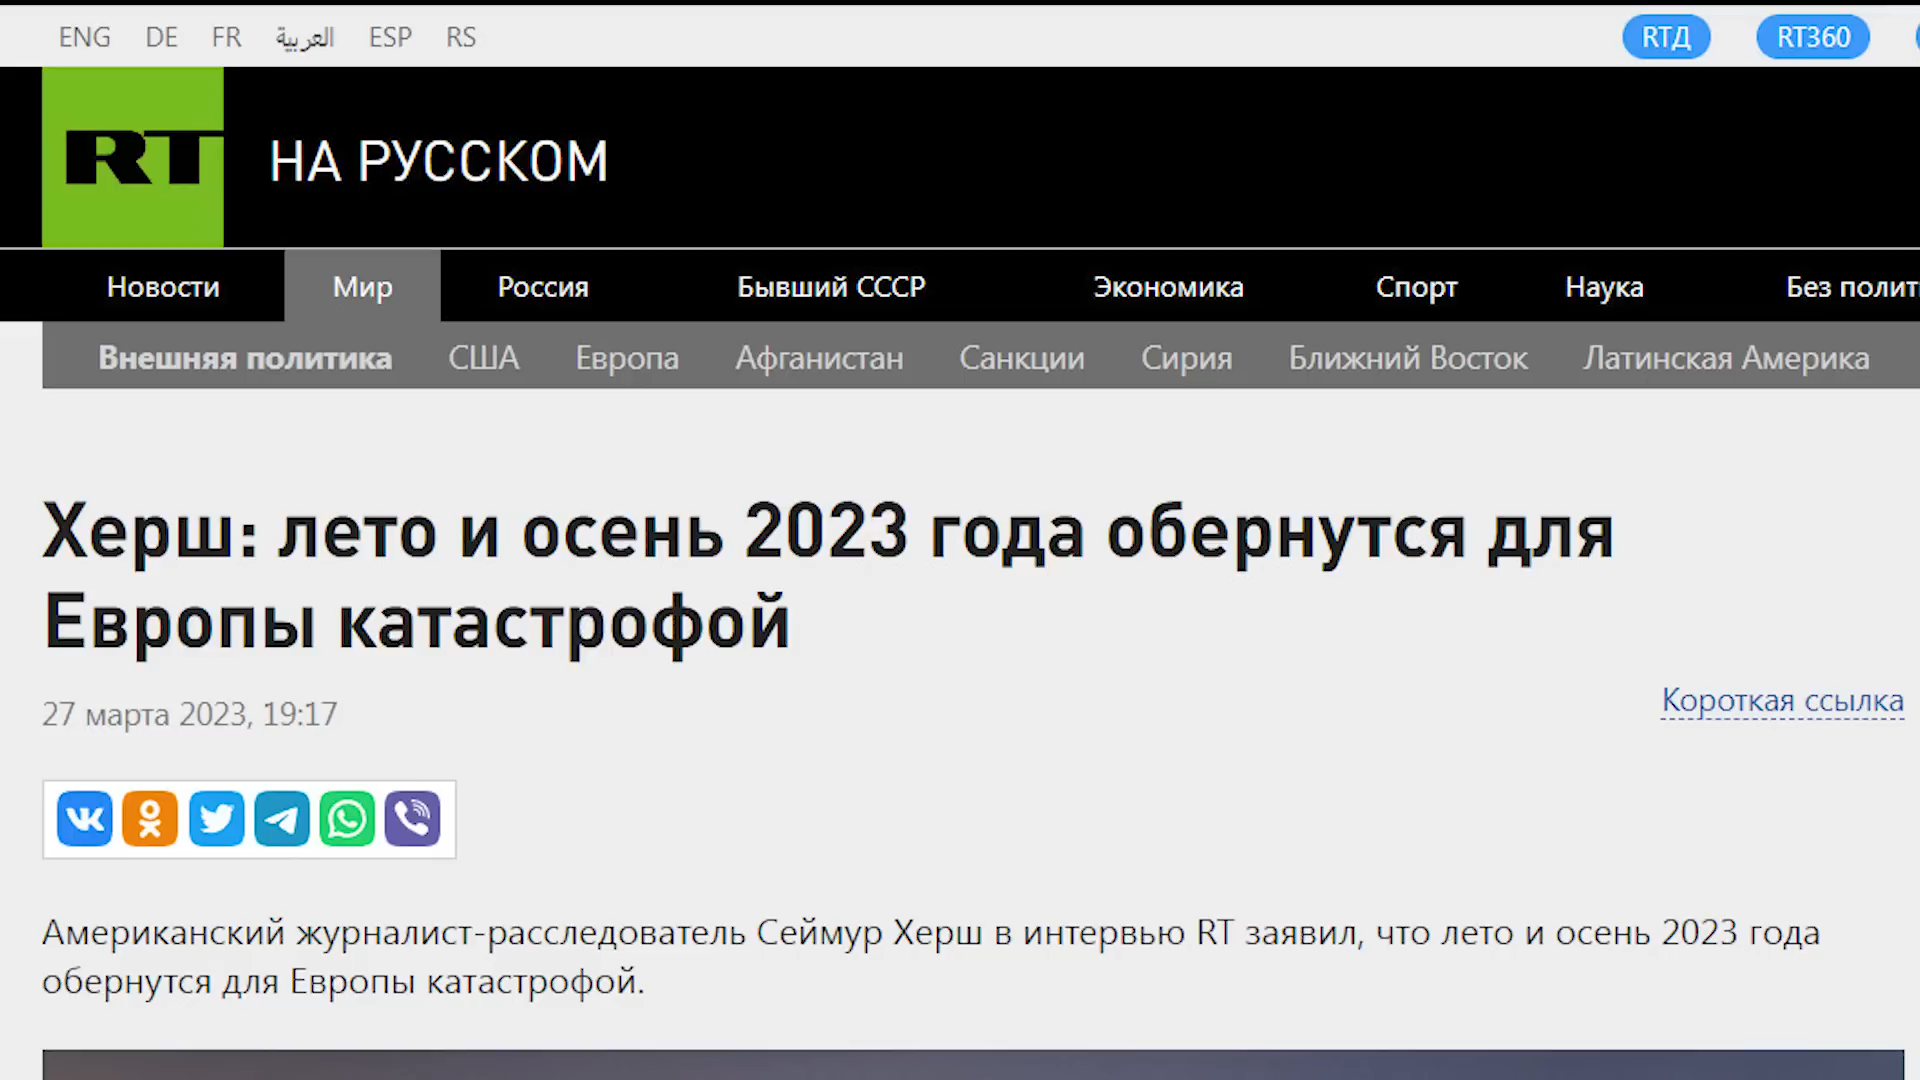 ENG DE FR العربية ESP RS RTД RT360
RT НА РУССКОМ
Новости Мир Россия Бывший СССР Экономика Спорт Наука Без полит
Внешняя политика США Европа Афганистан Санкции Сирия Ближний Восток Латинская Америка
Херш: лето и осень 2023 года обернутся для
Европы катастрофой
27 марта 2023, 19:17
Короткая ссылка
Американский журналист-расследователь Сеймур Херш в интервью RT заявил, что лето и осень 2023 года
обернутся для Европы катастрофой.